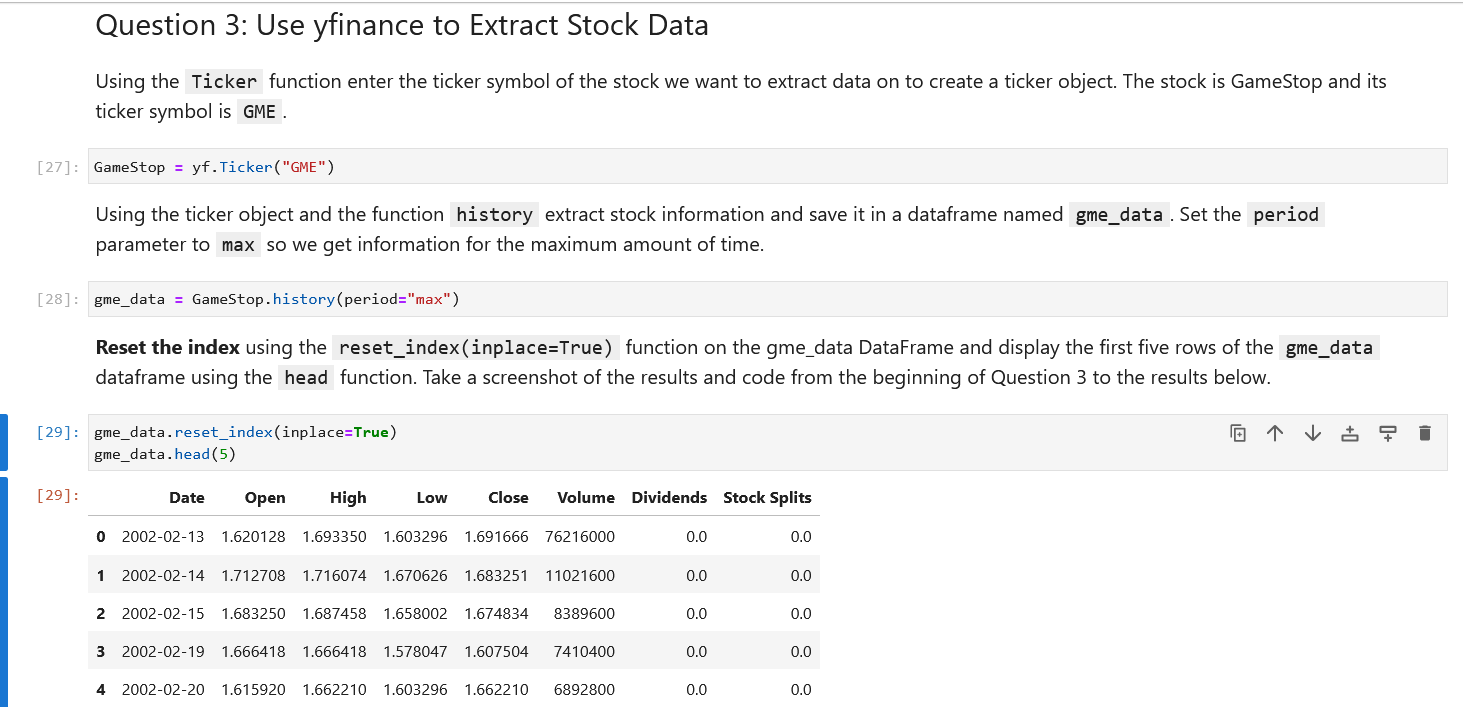 Question 3: Use yfinance to Extract Stock Data
Using the Ticker function enter the ticker symbol of the stock we want to extract data on to create a ticker object. The stock is GameStop and its
ticker symbol is GME.
[27]: GameStop = yf.Ticker("GME")
Using the ticker object and the function history extract stock information and save it in a dataframe named gme_data. Set the period
parameter to max so we get information for the maximum amount of time.
[28]: gme_data = GameStop.history(period="max")
Reset the index using the reset_index(inplace=True) function on the gme_data DataFrame and display the first five rows of the gme_data
dataframe using the head function. Take a screenshot of the results and code from the beginning of Question 3 to the results below.
[29]: gme_data.reset_index(inplace=True)
gme_data.head(5)
[29]: Date Open High Low Close Volume Dividends Stock Splits
0 2002-02-13 1.620128 1.693350 1.603296 1.691666 76216000 0.0 0.0
1 2002-02-14 1.712708 1.716074 1.670626 1.683251 11021600 0.0 0.0
2 2002-02-15 1.683250 1.687458 1.658002 1.674834 8389600 0.0 0.0
3 2002-02-19 1.666418 1.666418 1.578047 1.607504 7410400 0.0 0.0
4 2002-02-20 1.615920 1.662210 1.603296 1.662210 6892800 0.0 0.0